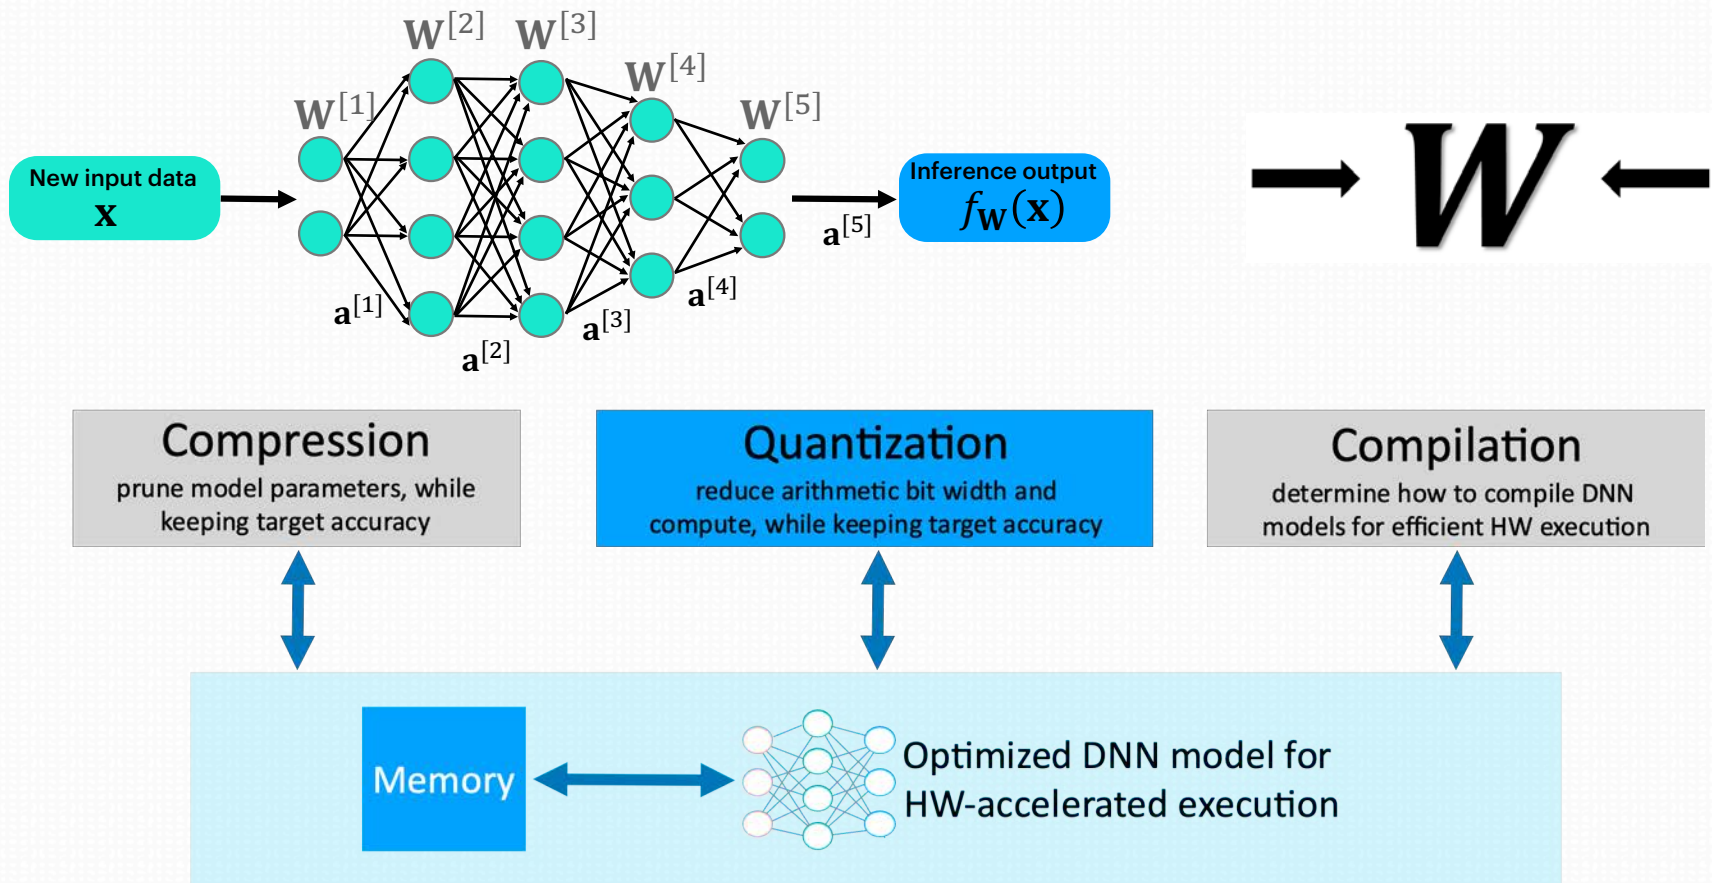 W^[2]
W^[3]
W^[4]
W^[1]
W^[5]
New input data
x
Inference output
f_W(x)
a^[5]
a^[4]
a^[1]
a^[3]
a^[2]
W
Compression
prune model parameters, while
keeping target accuracy
Quantization
reduce arithmetic bit width and
compute, while keeping target accuracy
Compilation
determine how to compile DNN
models for efficient HW execution
Memory
Optimized DNN model for
HW-accelerated execution